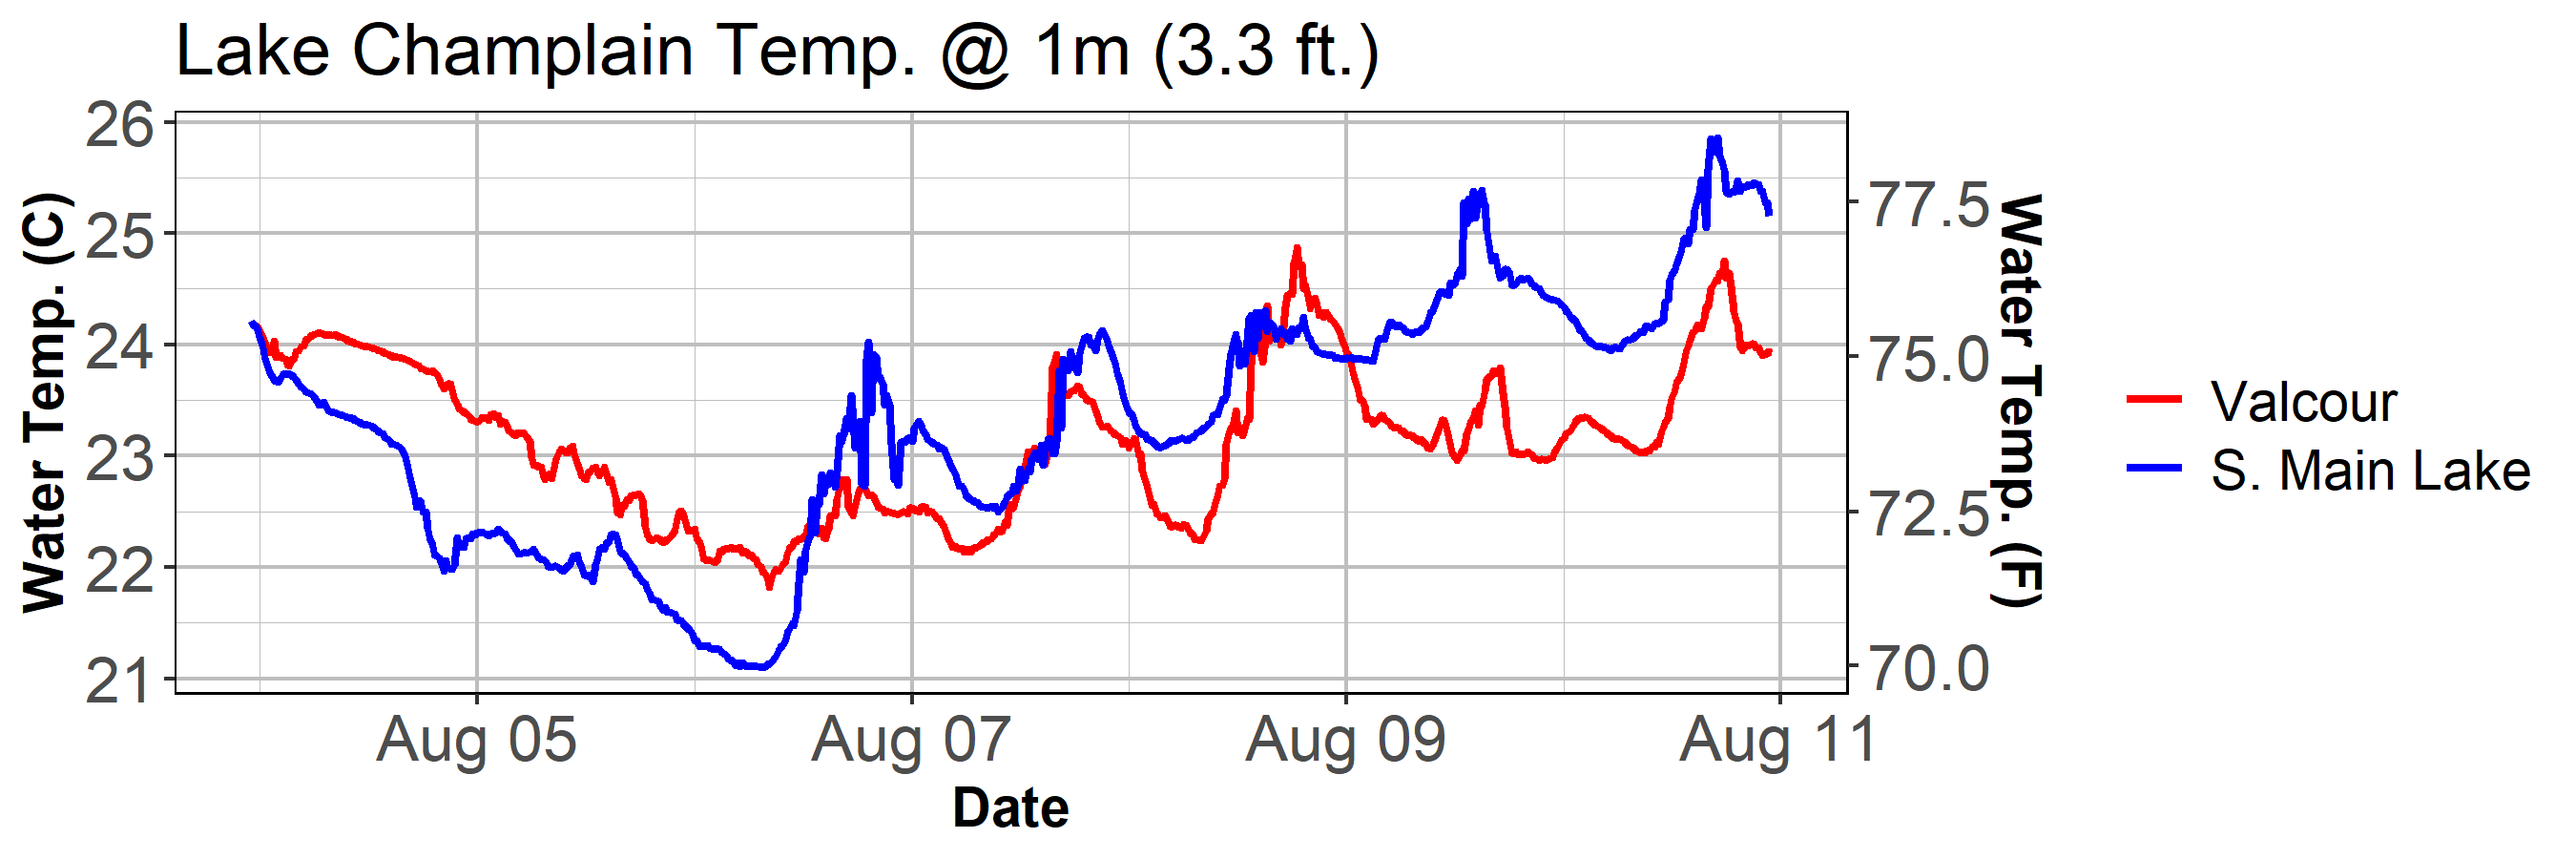 Lake Champlain Temp. @ 1m (3.3 ft.)
Water Temp. (C)
26
25
24
23
22
21
77.5
75.0
72.5
70.0
Water Temp. (F)
Aug 05
Aug 07
Aug 09
Aug 11
Date
Valcour
S. Main Lake